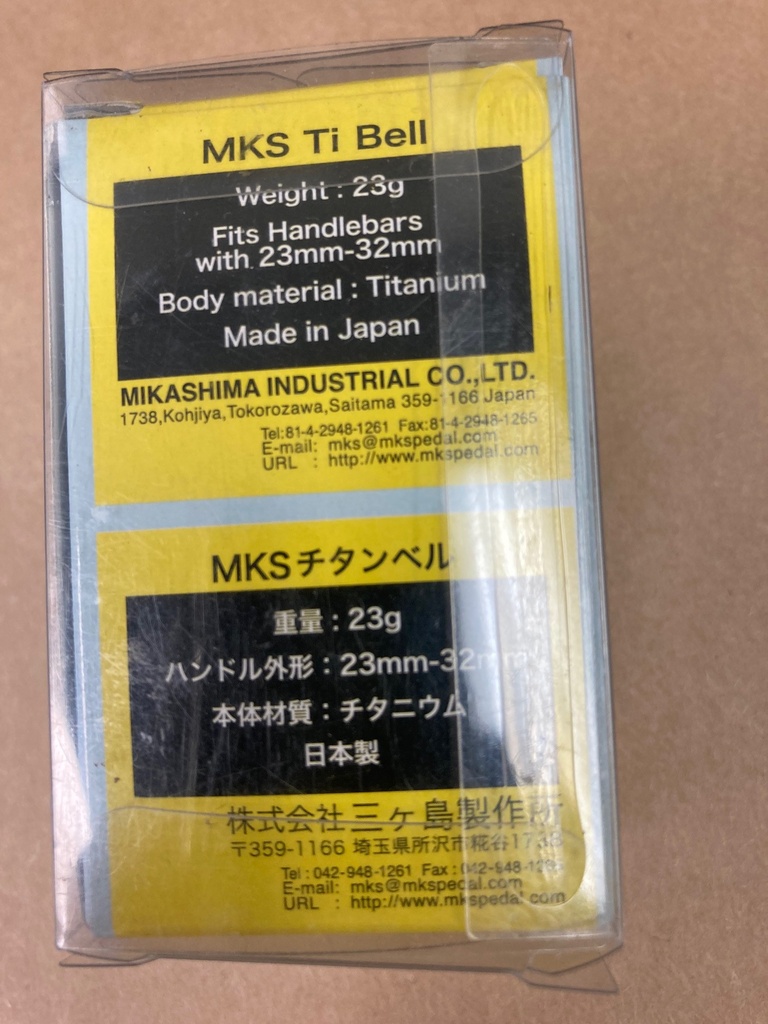 MKS Ti Bell
Weight : 23g
Fits Handlebars
with 23mm-32mm
Body material : Titanium
Made in Japan
MIKASHIMA INDUSTRIAL CO.,LTD.
1738,Kohjiya,Tokorozawa,Saitama 359-1166 Japan
Tel:81-4-2948-1261 Fax:81-4-2948-1265
E-mail: mks@mkspedal.com
URL : http://www.mkspedal.com
MKSチタンベル
重量 : 23g
ハンドル外形 : 23mm-32mm
本体材質 : チタニウム
日本製
株式会社三ヶ島製作所
〒359-1166 埼玉県所沢市糀谷1738
Tel : 042-948-1261 Fax : 042-948-1265
E-mail: mks@mkspedal.com
URL : http://www.mkspedal.com